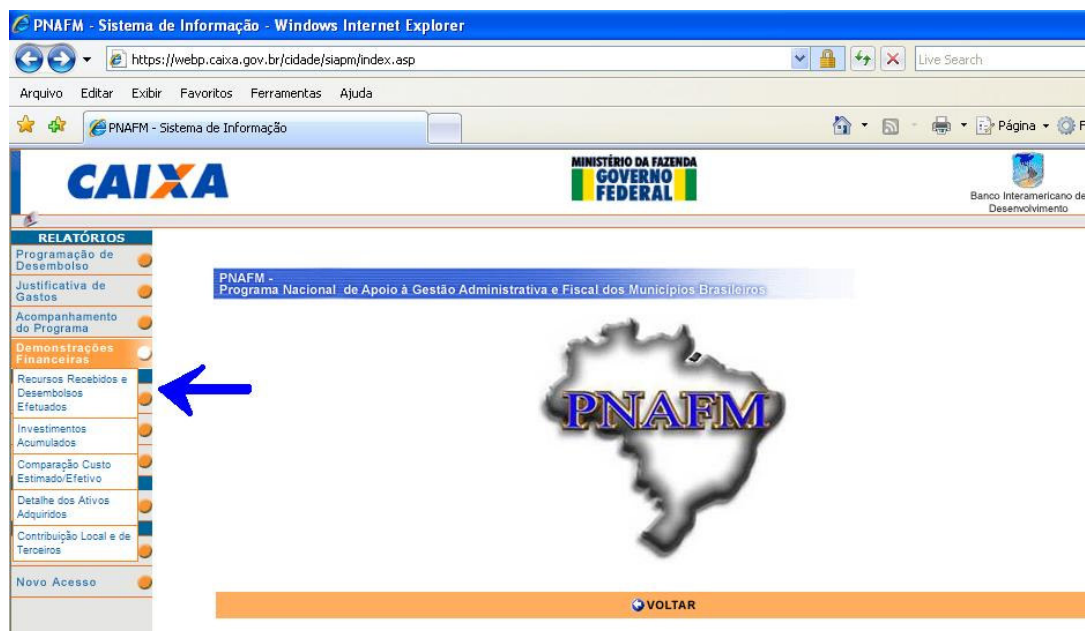 PNAFM - Sistema de Informação - Windows Internet Explorer
https://webp.caixa.gov.br/cidade/siapm/index.asp
Live Search
Arquivo Editar Exibir Favoritos Ferramentas Ajuda
PNAFM - Sistema de Informação
Página
F
CAIXA
MINISTÉRIO DA FAZENDA
GOVERNO
FEDERAL
Banco Interamericano de
Desenvolvimento
RELATÓRIOS
Programação de
Desembolso
Justificativa de
Gastos
Acompanhamento
do Programa
Demonstrações
Financeiras
Recursos Recebidos e
Desembolsos
Efetuados
Investimentos
Acumulados
Comparação Custo
Estimado/Efetivo
Detalhe dos Ativos
Adquiridos
Contribuição Local e de
Terceiros
Novo Acesso
PNAFM -
Programa Nacional de Apoio à Gestão Administrativa e Fiscal dos Municípios Brasileiros
PNAFM
VOLTAR